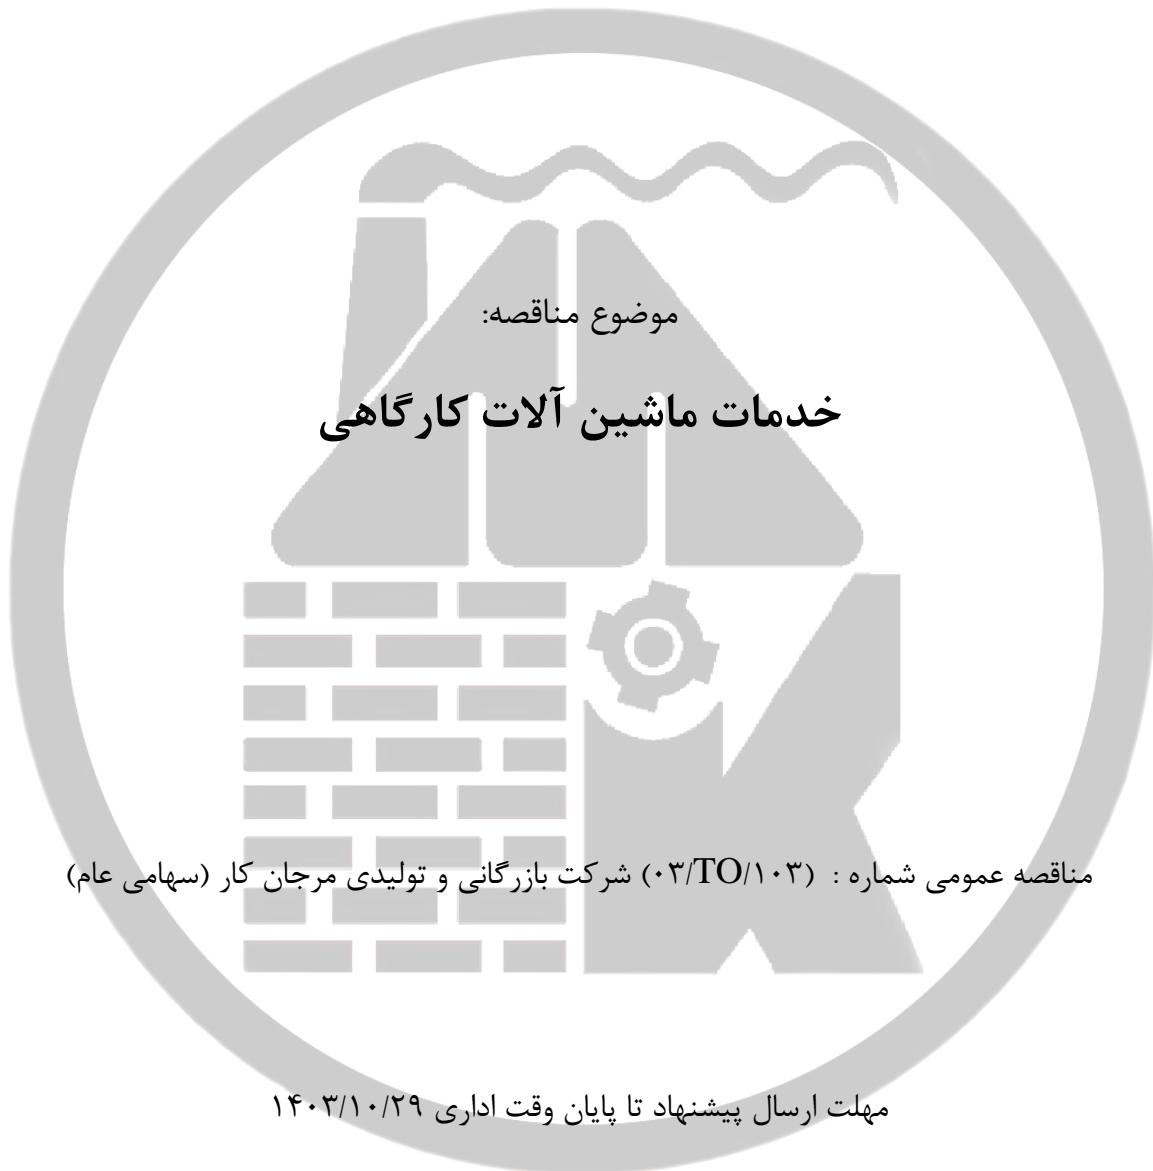 موضوع مناقصه:
خدمات ماشین آلات کارگاهی
مناقصه عمومی شماره : (۰۳/TO/۱۰۳) شرکت بازرگانی و تولیدی مرجان کار (سهامی عام)
مهلت ارسال پیشنهاد تا پایان وقت اداری ۱۴۰۳/۱۰/۲۹